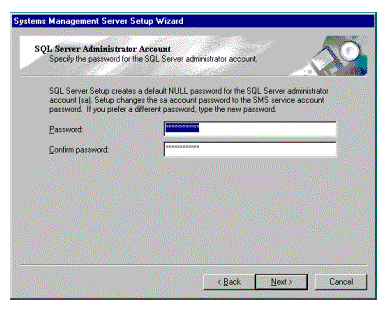 Systems Management Server Setup Wizard
SQL Server Administrator Account
Specify the password for the SQL Server administrator account.
SQL Server Setup creates a default NULL password for the SQL Server administrator
account (sa). Setup changes the sa account password to the SMS service account
password. If you prefer a different password, type the new password.
Password: ***********
Confirm password: ***********
< Back Next > Cancel